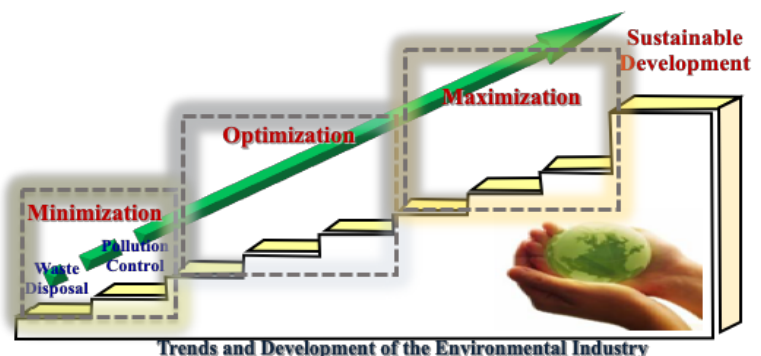 Sustainable
Development
Maximization
Optimization
Minimization
Pollution
Control
Waste
Disposal
Trends and Development of the Environmental Industry